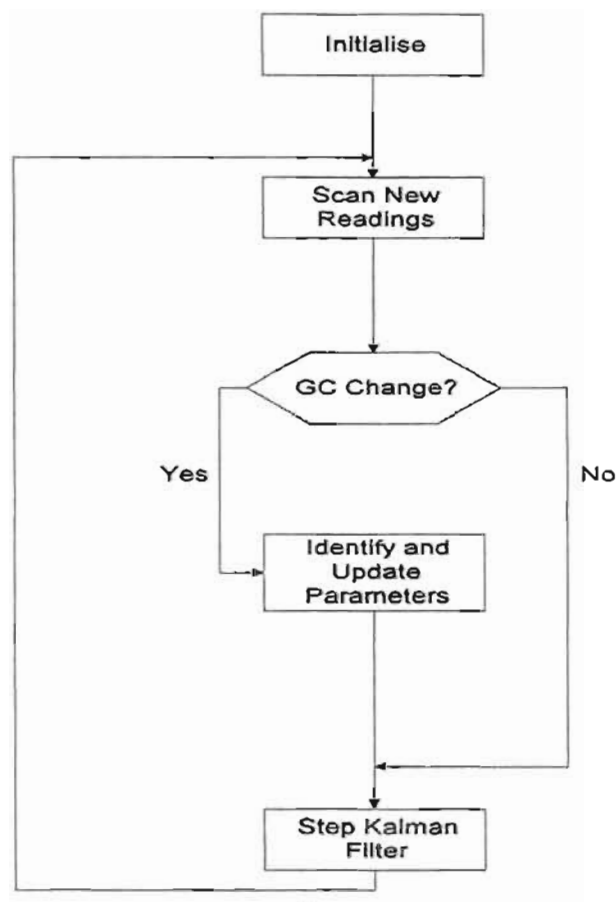 Initialise
Scan New
Readings
GC Change?
Yes
No
Identify and
Update
Parameters
Step Kalman
Filter